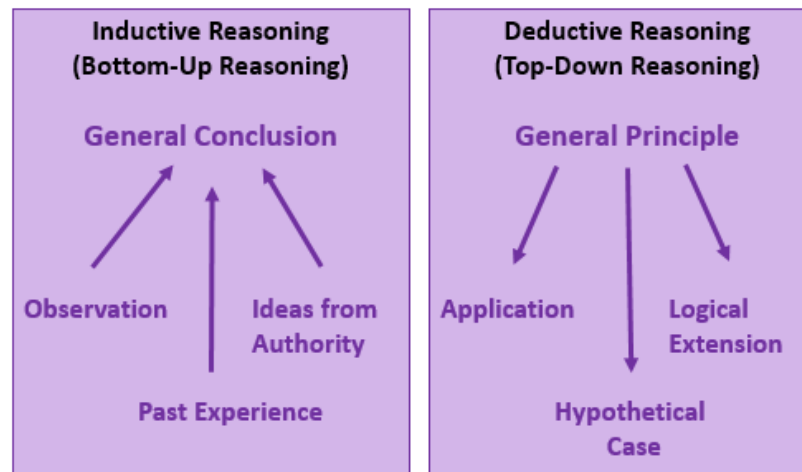 Inductive Reasoning
(Bottom-Up Reasoning)
General Conclusion
Observation
Ideas from
Authority
Past Experience
Deductive Reasoning
(Top-Down Reasoning)
General Principle
Application
Logical
Extension
Hypothetical
Case